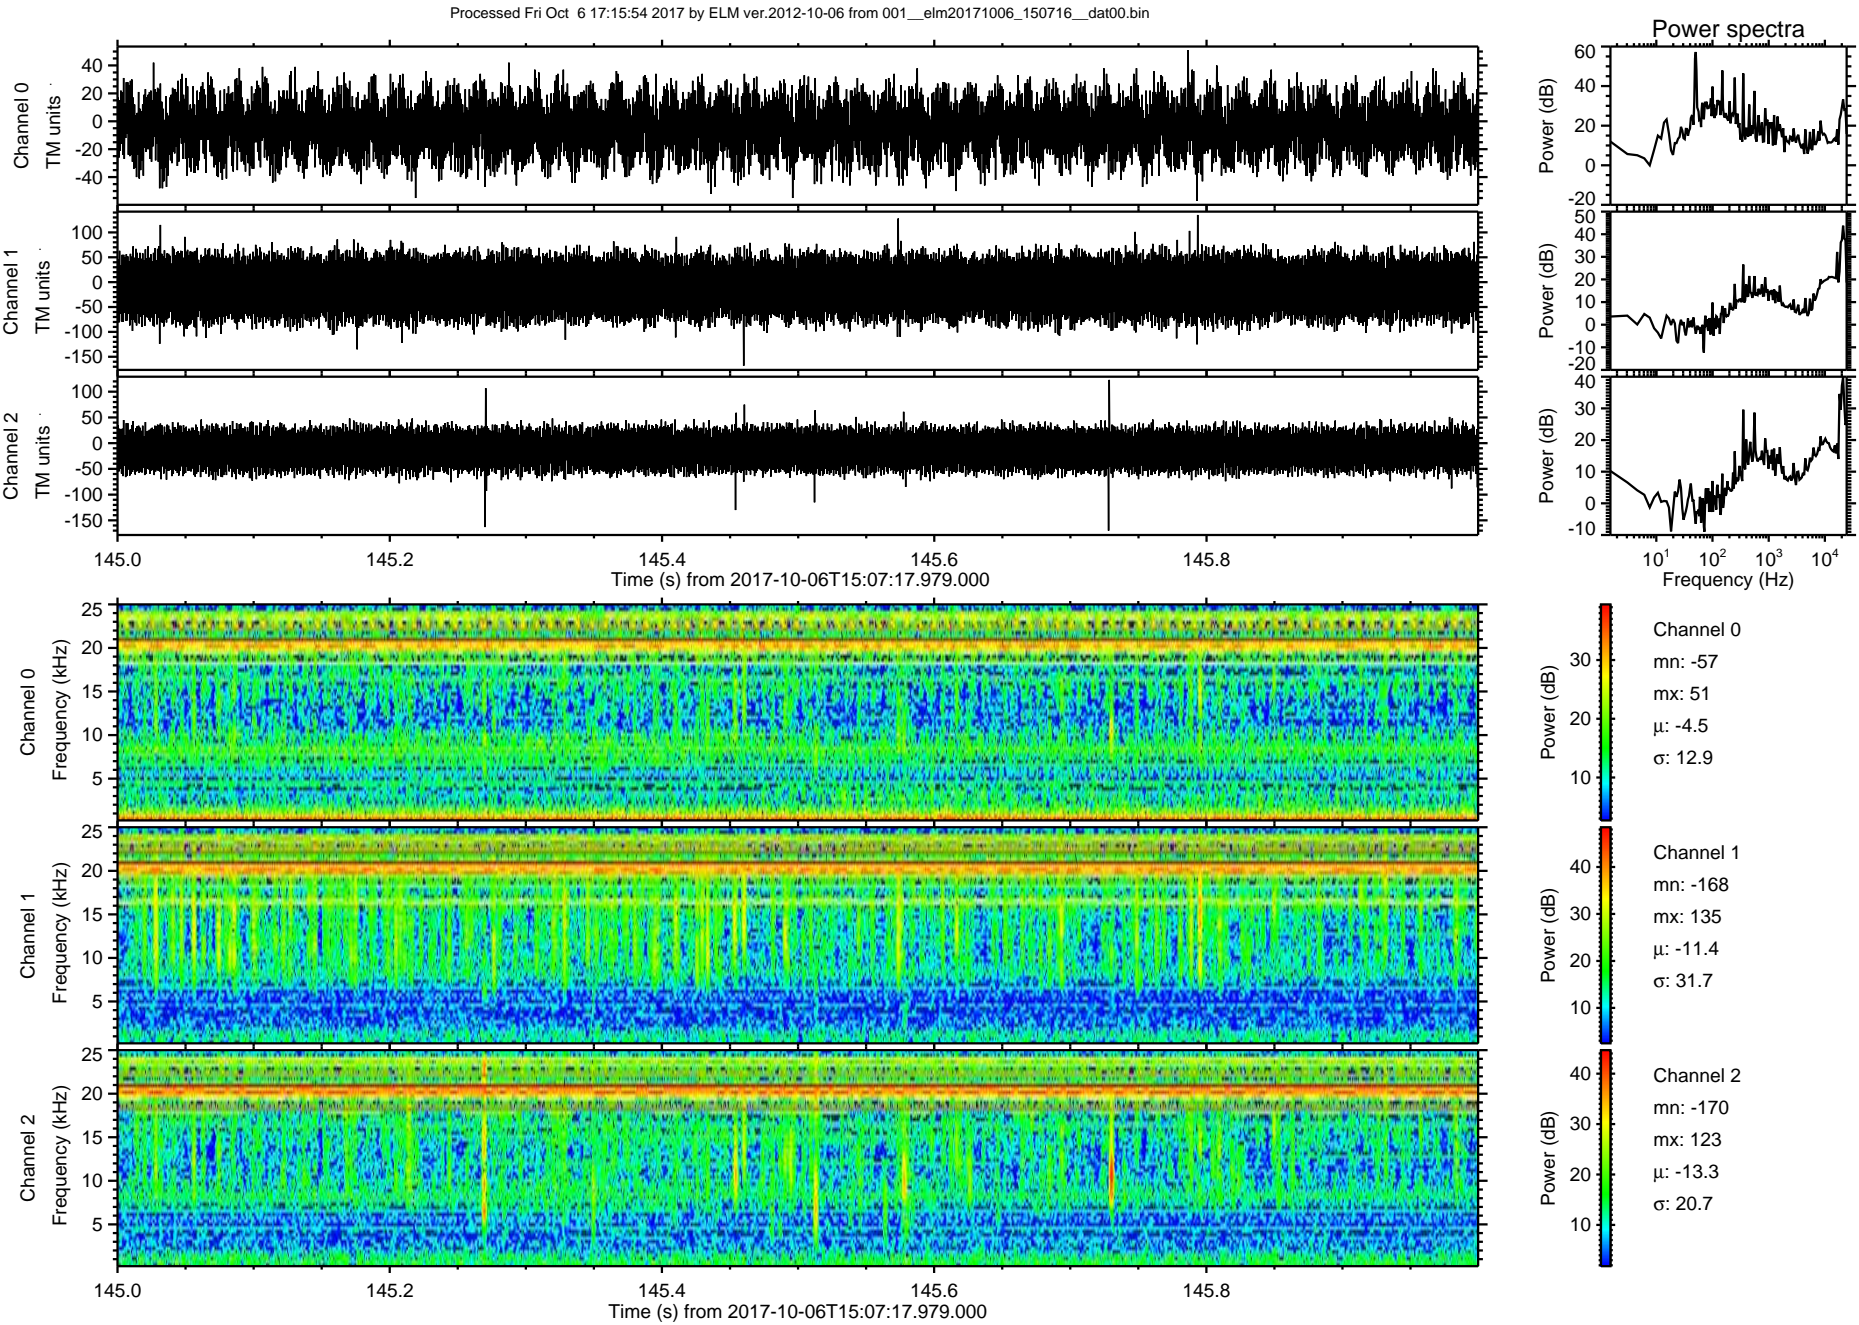 Processed Fri Oct  6 17:15:54 2017 by ELM ver.2012-10-06 from 001__elm20171006_150716__dat00.bin
Power spectra
Channel 0
TM units
40
20
0
-20
-40
Power (dB)
60
40
20
0
-20
Channel 1
TM units
100
50
0
-50
-100
-150
Power (dB)
50
40
30
20
10
0
-10
-20
Channel 2
TM units
100
50
0
-50
-100
-150
Power (dB)
40
30
20
10
0
-10
145.0 145.2 145.4 145.6 145.8
Time (s) from 2017-10-06T15:07:17.979.000
10^1 10^2 10^3 10^4
Frequency (Hz)
Channel 0
Frequency (kHz)
25
20
15
10
5
Power (dB)
30
20
10
Channel 0
mn: -57
mx: 51
μ: -4.5
σ: 12.9
Channel 1
Frequency (kHz)
25
20
15
10
5
Power (dB)
40
30
20
10
Channel 1
mn: -168
mx: 135
μ: -11.4
σ: 31.7
Channel 2
Frequency (kHz)
25
20
15
10
5
Power (dB)
40
30
20
10
Channel 2
mn: -170
mx: 123
μ: -13.3
σ: 20.7
145.0 145.2 145.4 145.6 145.8
Time (s) from 2017-10-06T15:07:17.979.000